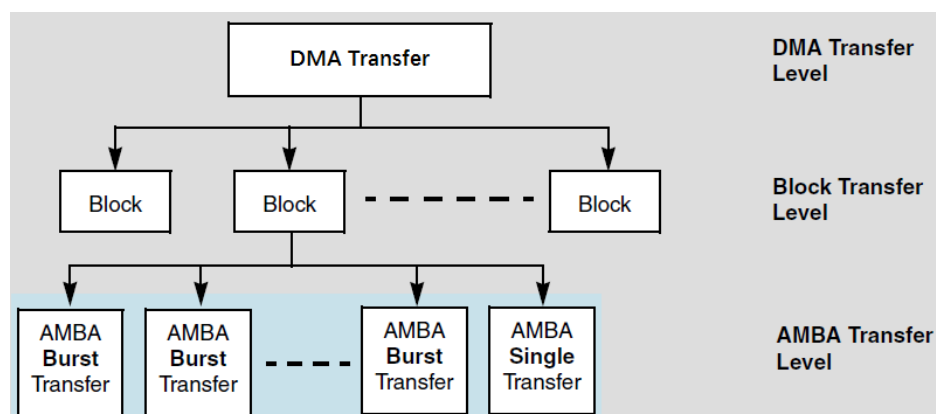 DMA Transfer
DMA Transfer
Level
Block
Block
Block
Block Transfer
Level
AMBA
Burst
Transfer
AMBA
Burst
Transfer
AMBA
Burst
Transfer
AMBA
Single
Transfer
AMBA Transfer
Level